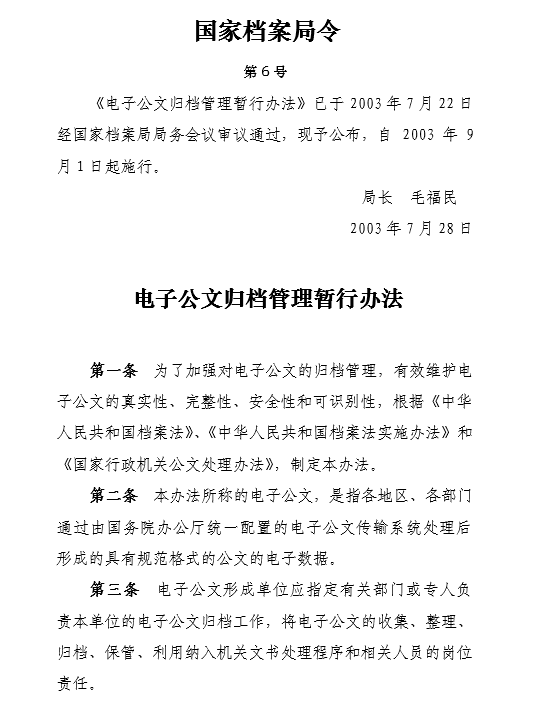 国家档案局令
第6号
《电子公文归档管理暂行办法》已于 2003 年 7 月 22 日
经国家档案局局务会议审议通过，现予公布，自 2003 年 9
月 1 日起施行。
局长 毛福民
2003 年 7 月 28 日
电子公文归档管理暂行办法
第一条 为了加强对电子公文的归档管理，有效维护电
子公文的真实性、完整性、安全性和可识别性，根据《中华
人民共和国档案法》、《中华人民共和国档案法实施办法》和
《国家行政机关公文处理办法》，制定本办法。
第二条 本办法所称的电子公文，是指各地区、各部门
通过由国务院办公厅统一配置的电子公文传输系统处理后
形成的具有规范格式的公文的电子数据。
第三条 电子公文形成单位应指定有关部门或专人负
责本单位的电子公文归档工作，将电子公文的收集、整理、
归档、保管、利用纳入机关文书处理程序和相关人员的岗位
责任。